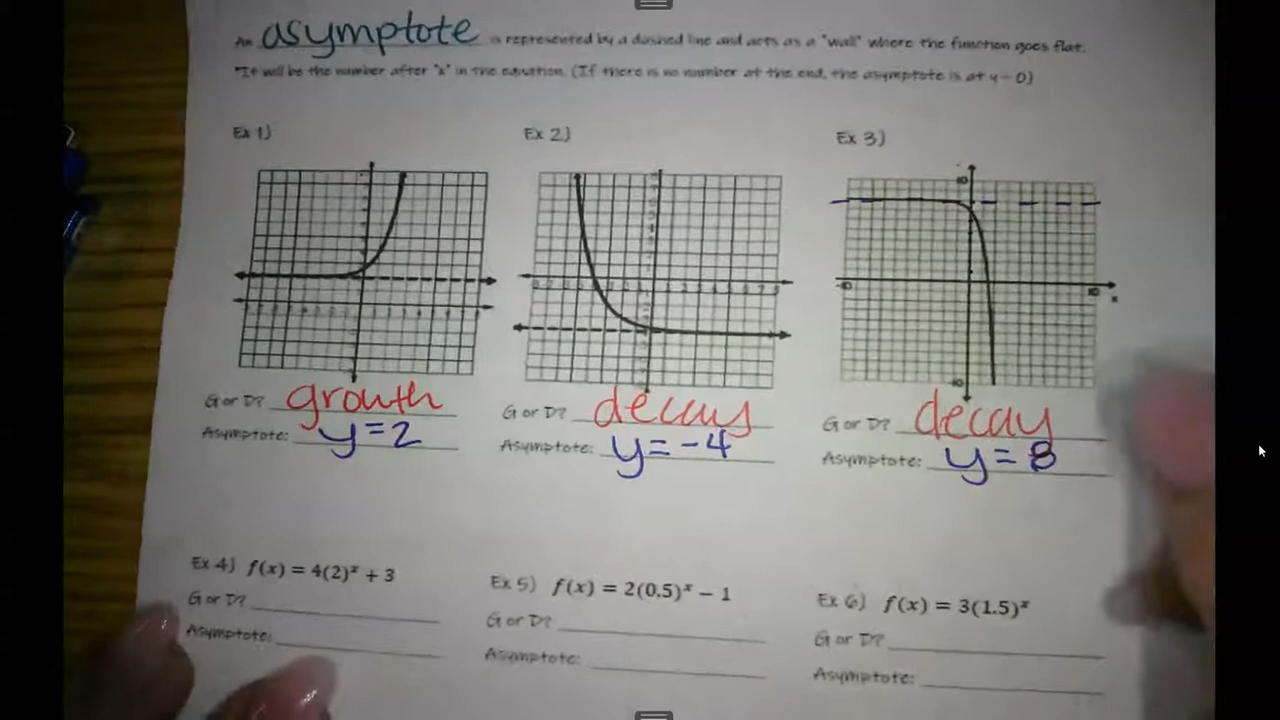 An asymptote is represented by a dashed line and acts as a "wall" where the function goes flat.
*It will be the number after "x" in the equation. (If there is no number at the end, the asymptote is at y=0)
Ex 1) Ex 2) Ex 3)
G or D? growth G or D? decay G or D? decay
Asymptote: y=2 Asymptote: y=-4 Asymptote: y=8
Ex 4) f(x) = 4(2)ˣ + 3 Ex 5) f(x) = 2(0.5)ˣ − 1 Ex 6) f(x) = 3(1.5)ˣ
G or D? G or D? G or D?
Asymptote: Asymptote: Asymptote: